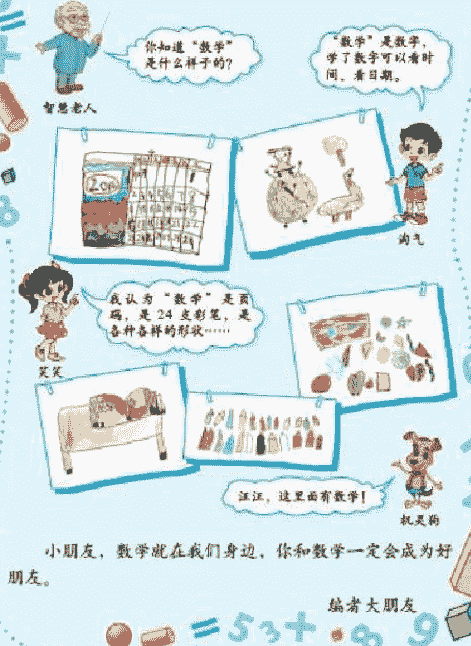 你知道“数学”
是什么样子的?
智慧老人
“数学”是数字,
学了数字可以看时
间、看日期。
淘气
我认为“数学”是页
码,是 24 支彩笔,是
各种各样的形状……
笑笑
汪汪,这里面有数学!
机灵狗
小朋友,数学就在我们身边,你和数学一定会成为好
朋友。
编者大朋友